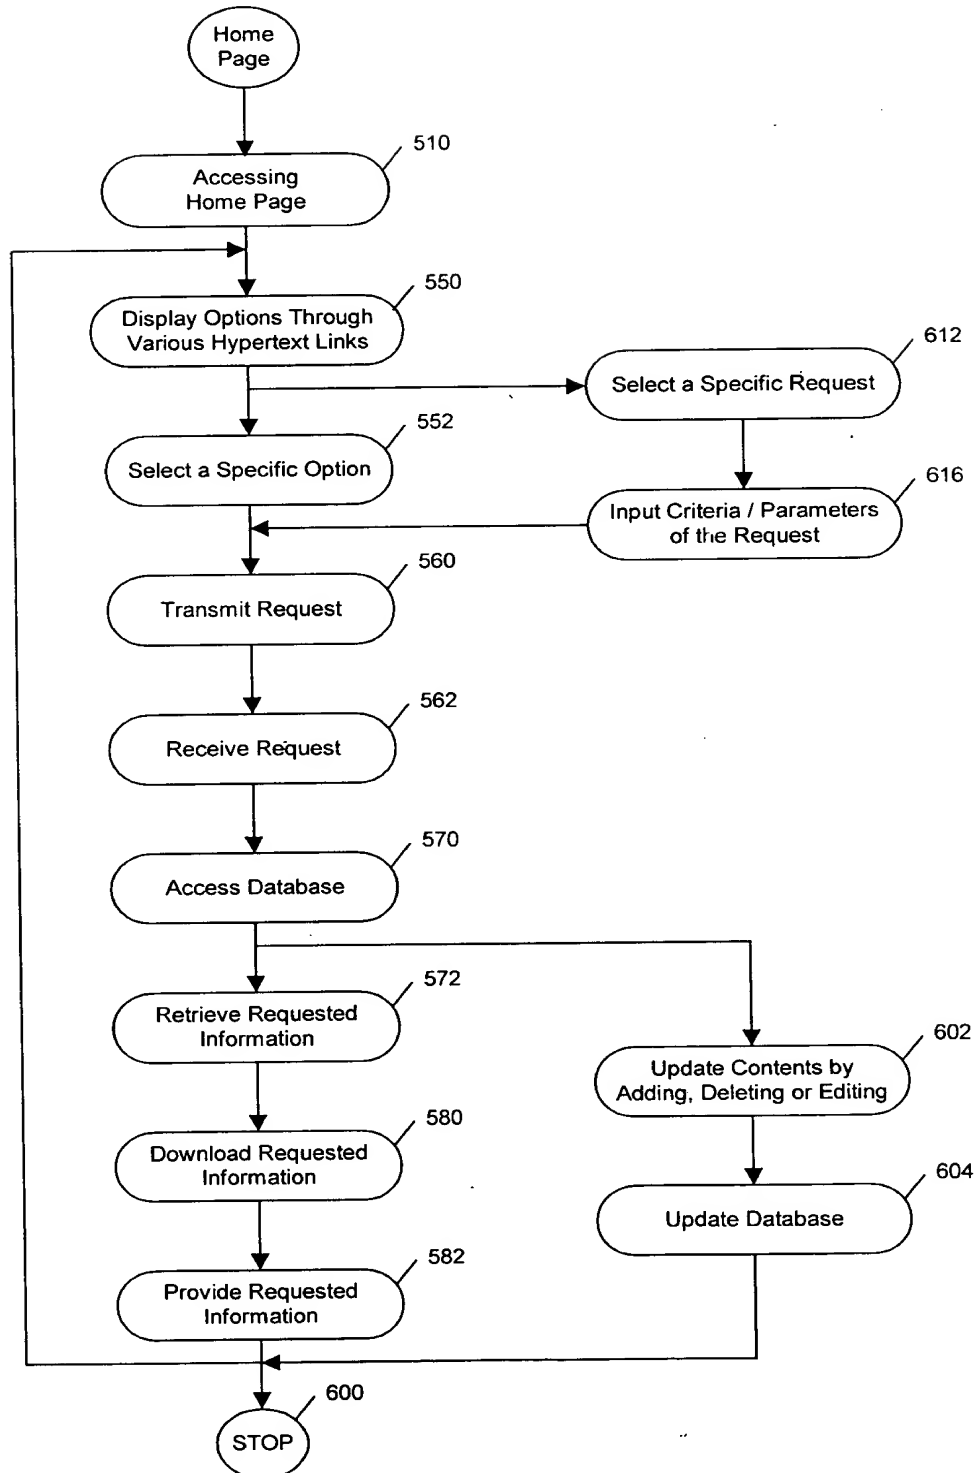 Home
Page
510
Accessing
Home Page
550
Display Options Through
Various Hypertext Links
612
Select a Specific Request
552
Select a Specific Option
616
Input Criteria / Parameters
of the Request
560
Transmit Request
562
Receive Request
570
Access Database
572
Retrieve Requested
Information
602
Update Contents by
Adding, Deleting or Editing
580
Download Requested
Information
604
Update Database
582
Provide Requested
Information
600
STOP